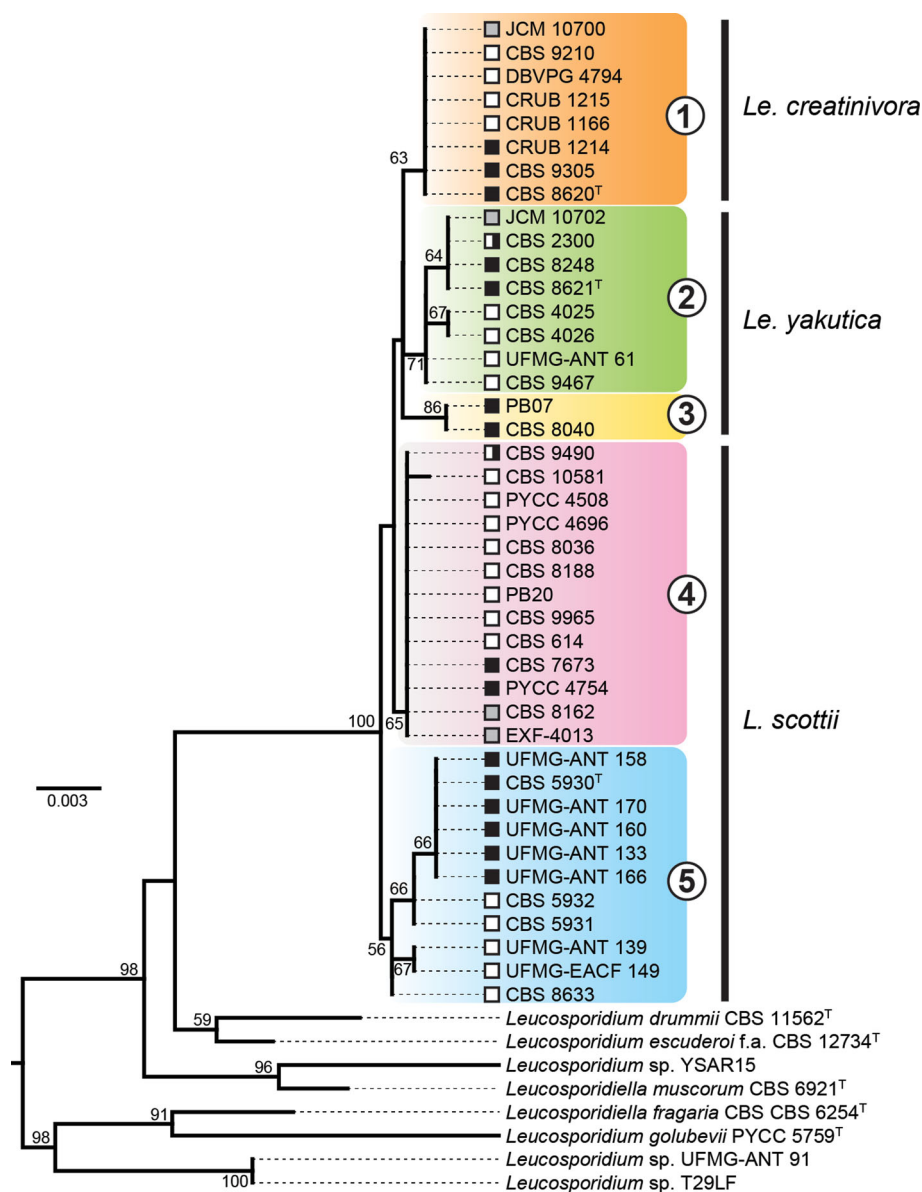 JCM 10700
CBS 9210
DBVPG 4794
CRUB 1215
CRUB 1166
CRUB 1214
CBS 9305
CBS 8620ᵀ
1
Le. creatinivora
63
JCM 10702
CBS 2300
CBS 8248
CBS 8621ᵀ
CBS 4025
CBS 4026
UFMG-ANT 61
CBS 9467
64
67
71
2
Le. yakutica
PB07
CBS 8040
86
3
CBS 9490
CBS 10581
PYCC 4508
PYCC 4696
CBS 8036
CBS 8188
PB20
CBS 9965
CBS 614
CBS 7673
PYCC 4754
CBS 8162
EXF-4013
65
4
100
L. scottii
UFMG-ANT 158
CBS 5930ᵀ
UFMG-ANT 170
UFMG-ANT 160
UFMG-ANT 133
UFMG-ANT 166
CBS 5932
CBS 5931
UFMG-ANT 139
UFMG-EACF 149
CBS 8633
66
66
56
67
5
0.003
98
59
Leucosporidium drummii CBS 11562ᵀ
Leucosporidium escuderoi f.a. CBS 12734ᵀ
96
Leucosporidium sp. YSAR15
Leucosporidiella muscorum CBS 6921ᵀ
91
Leucosporidiella fragaria CBS CBS 6254ᵀ
98
Leucosporidium golubevii PYCC 5759ᵀ
Leucosporidium sp. UFMG-ANT 91
100
Leucosporidium sp. T29LF